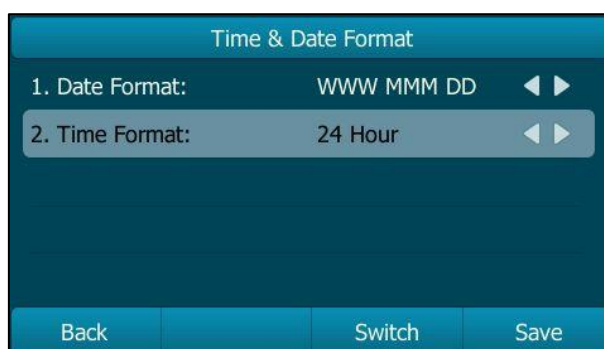 Time & Date Format
1. Date Format: WWW MMM DD
2. Time Format: 24 Hour
Back Switch Save